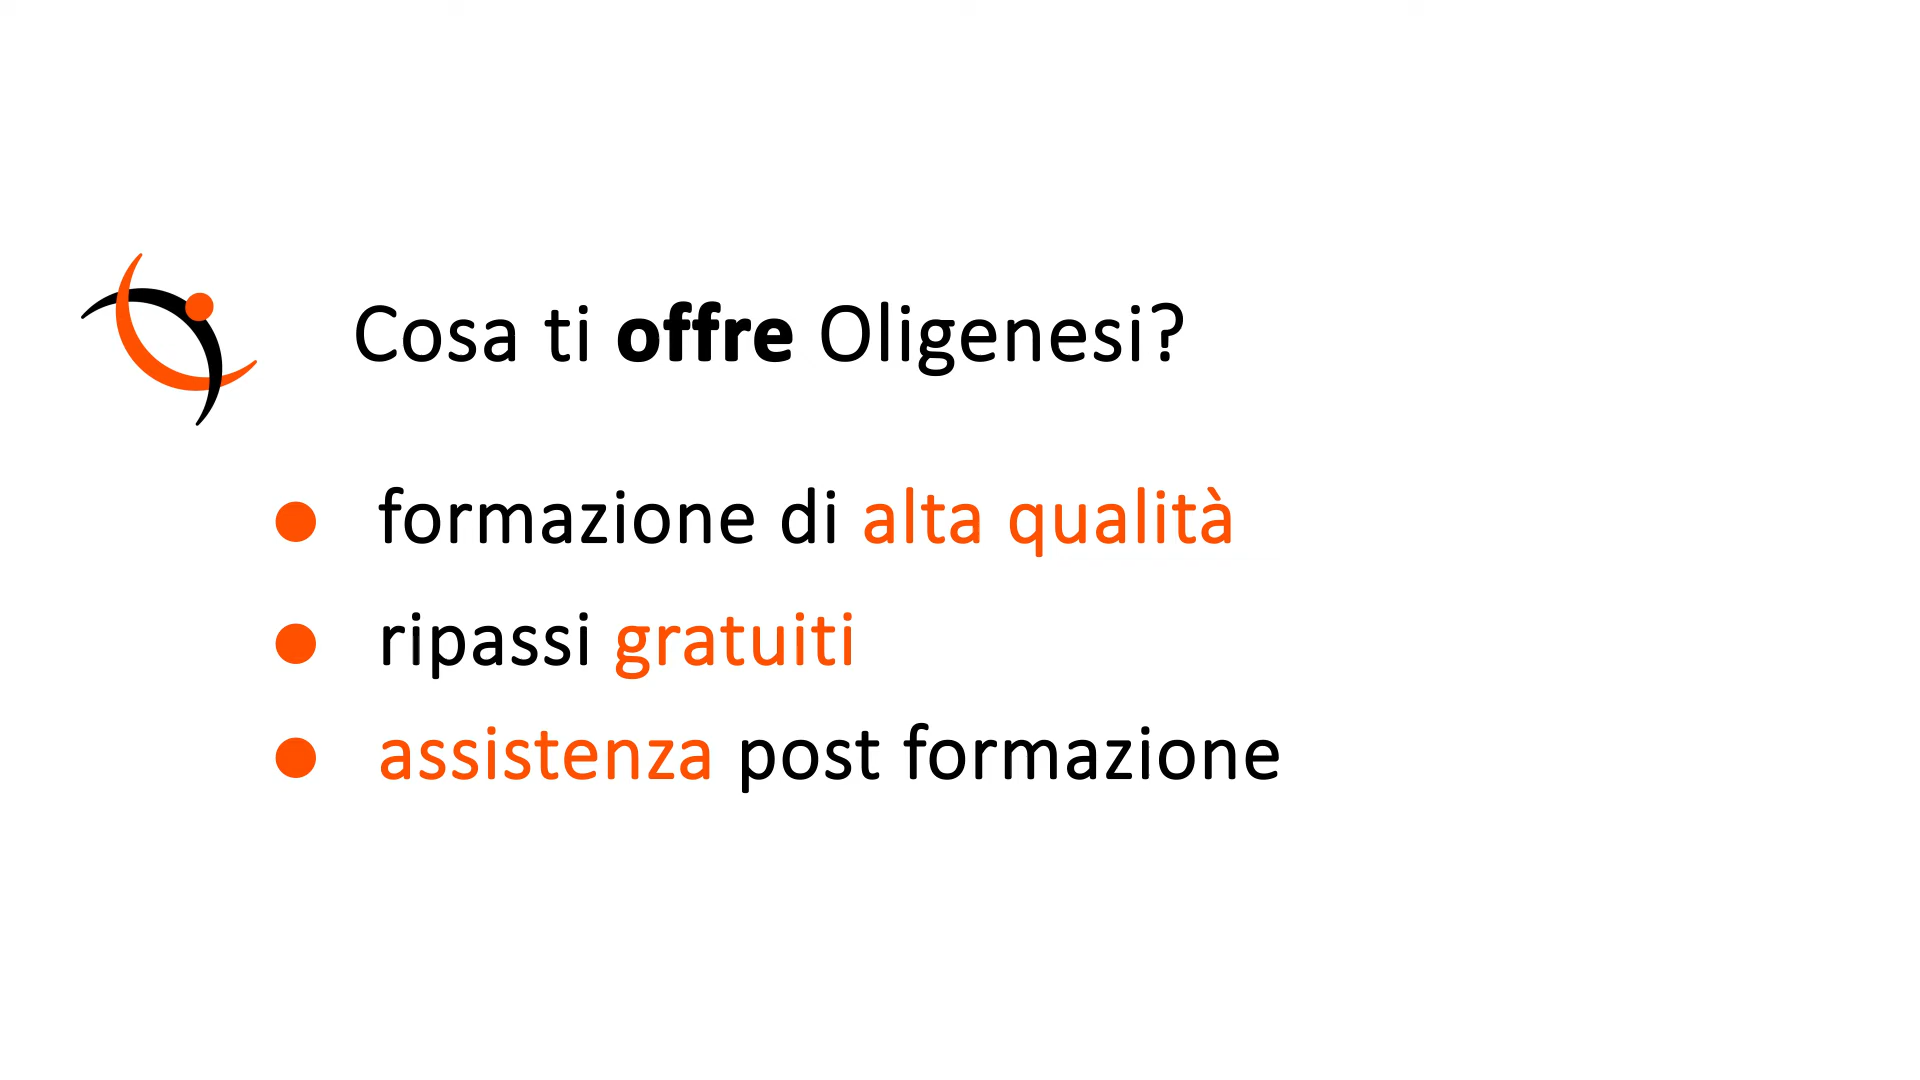 Cosa ti offre Oligenesi?
formazione di alta qualità
ripassi gratuiti
assistenza post formazione